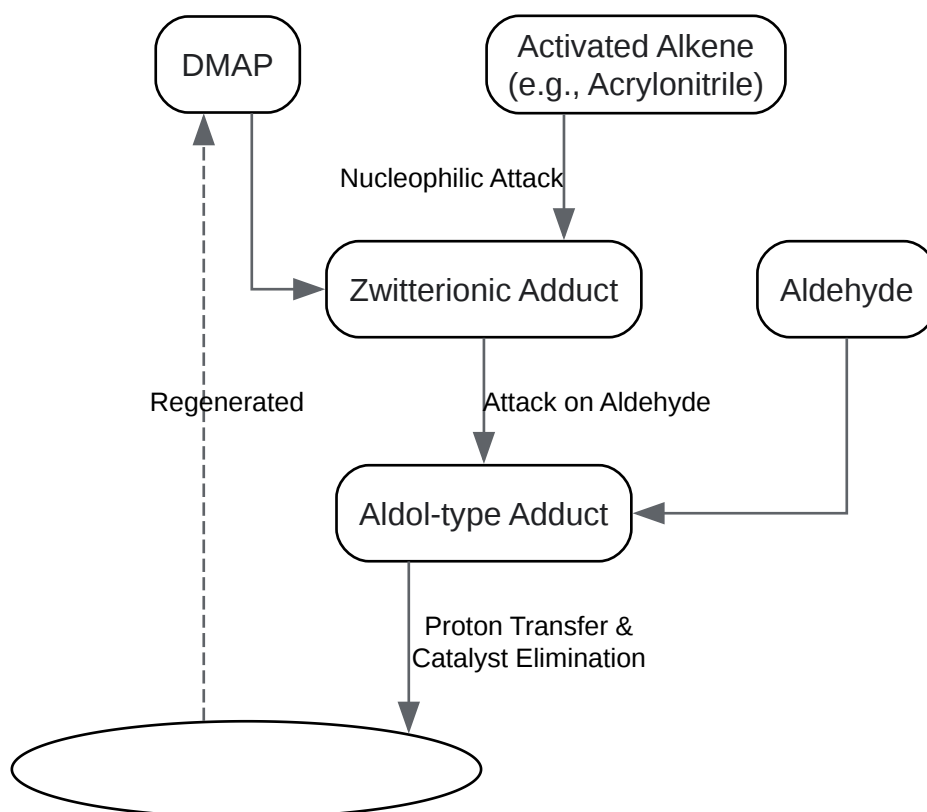 DMAP
Activated Alkene
(e.g., Acrylonitrile)
Nucleophilic Attack
Zwitterionic Adduct
Aldehyde
Regenerated
Attack on Aldehyde
Aldol-type Adduct
Proton Transfer &
Catalyst Elimination